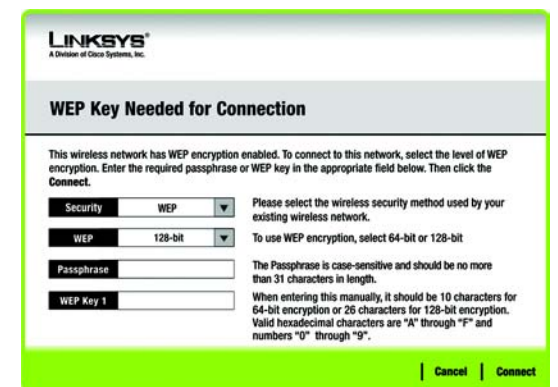 LINKSYS®
A Division of Cisco Systems, Inc.
WEP Key Needed for Connection
This wireless network has WEP encryption enabled. To connect to this network, select the level of WEP
encryption. Enter the required passphrase or WEP key in the appropriate field below. Then click the
Connect.
Security WEP
Please select the wireless security method used by your
existing wireless network.
WEP 128-bit
To use WEP encryption, select 64-bit or 128-bit
Passphrase
The Passphrase is case-sensitive and should be no more
than 31 characters in length.
WEP Key 1
When entering this manually, it should be 10 characters for
64-bit encryption or 26 characters for 128-bit encryption.
Valid hexadecimal characters are "A" through "F" and
numbers "0" through "9".
Cancel Connect